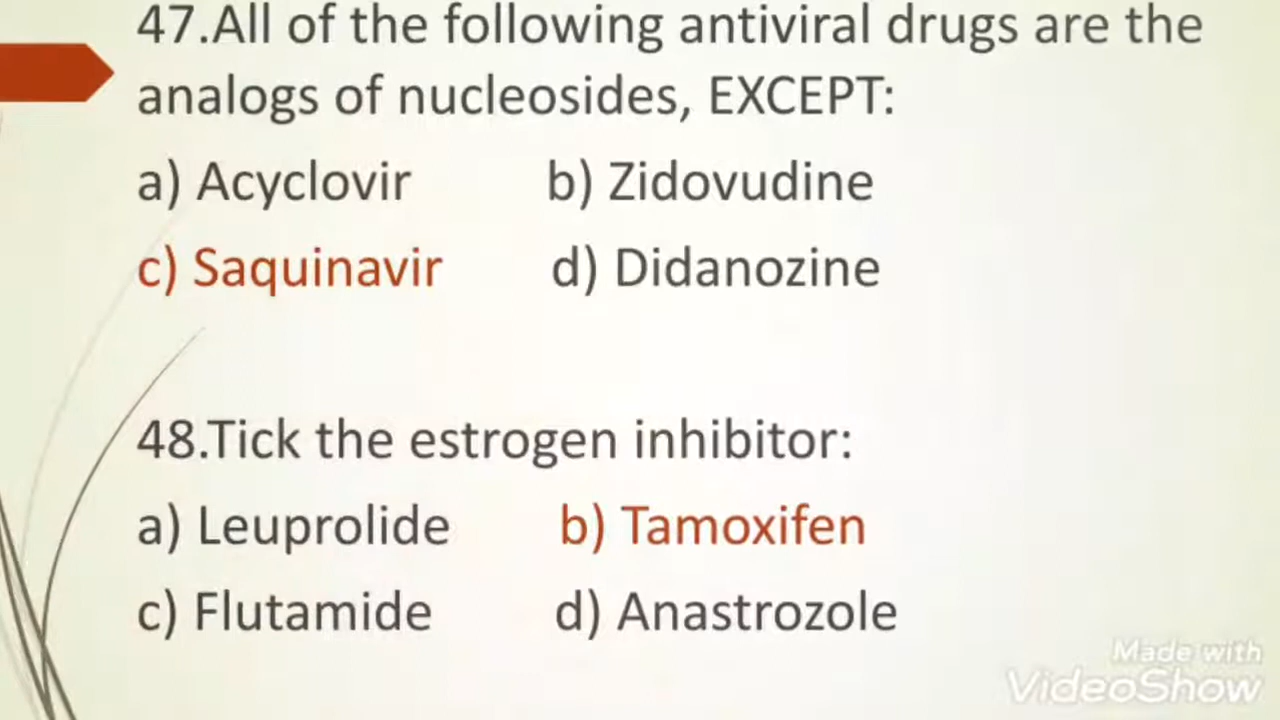 47.All of the following antiviral drugs are the
analogs of nucleosides, EXCEPT:
a) Acyclovir b) Zidovudine
c) Saquinavir d) Didanozine
48.Tick the estrogen inhibitor:
a) Leuprolide b) Tamoxifen
c) Flutamide d) Anastrozole
Made with
VideoShow